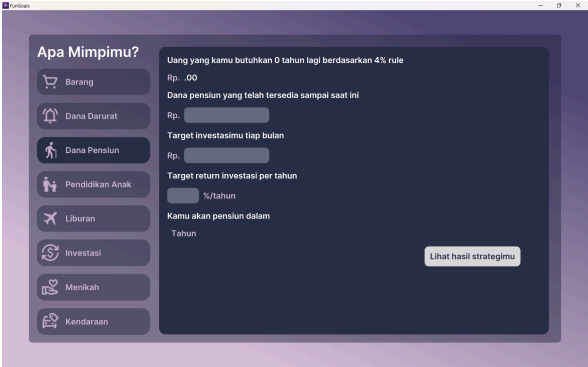 FunGoals
Apa Mimpimu?
Barang
Dana Darurat
Dana Pensiun
Pendidikan Anak
Liburan
Investasi
Menikah
Kendaraan
Uang yang kamu butuhkan 0 tahun lagi berdasarkan 4% rule
Rp. .00
Dana pensiun yang telah tersedia sampai saat ini
Rp.
Target investasimu tiap bulan
Rp.
Target return investasi per tahun
%/tahun
Kamu akan pensiun dalam
Tahun
Lihat hasil strategimu